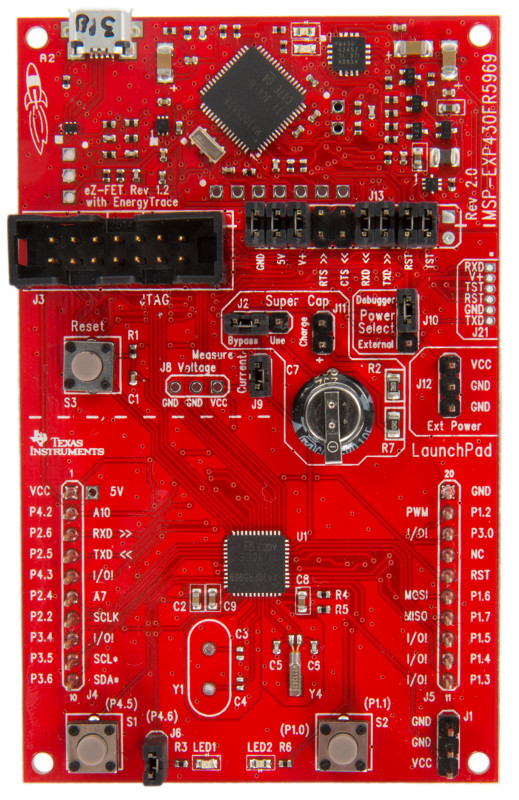 R2
MSP-EXP430FR5969
Rev. 2.0
eZ-FET Rev 1.2
with EnergyTrace
J13
GND
5V
V+
RTS >>
CTS <<
RXD <<
TXD >>
RST
TST
J3
JTAG
RXD
V+
TST
RST
GND
TXD
J21
Super Cap
J2
Bypass
Use
J11
Charge
+
Debugger
Power
Select
External
J10
Reset
R1
S3
C1
Measure
J8 Voltage
GND
GND
VCC
Current
J9
C7
R2
R7
J12
VCC
GND
GND
Ext Power
TEXAS
INSTRUMENTS
LaunchPad
1
VCC
5V
P4.2 A10
P2.6 RXD >>
P2.5 TXD <<
P4.3 I/O!
P2.4 A7
P2.2 SCLK
P3.4 I/O!
P3.5 SCL*
P3.6 SDA*
10
J4
U1
C2
C9
C8
R4
R5
C3
C4
Y1
C5
C6
Y4
20
GND
PWM P1.2
I/O! P3.0
NC
RST
MOSI P1.6
MISO P1.7
I/O! P1.5
I/O! P1.4
I/O! P1.3
J5
11
(P4.5)
S1
(P4.6)
J6
R3
LED1
LED2
R6
(P1.0)
(P1.1)
S2
J1
GND
GND
VCC